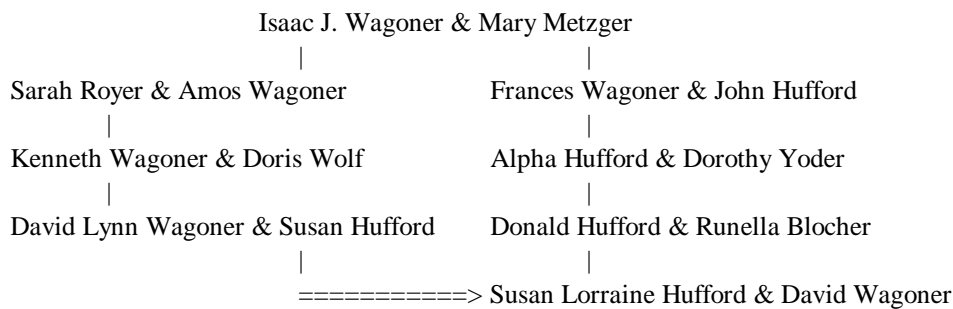 Isaac J. Wagoner & Mary Metzger
| |
Sarah Royer & Amos Wagoner Frances Wagoner & John Hufford
| |
Kenneth Wagoner & Doris Wolf Alpha Hufford & Dorothy Yoder
| |
David Lynn Wagoner & Susan Hufford Donald Hufford & Runella Blocher
| |
===========> Susan Lorraine Hufford & David Wagoner